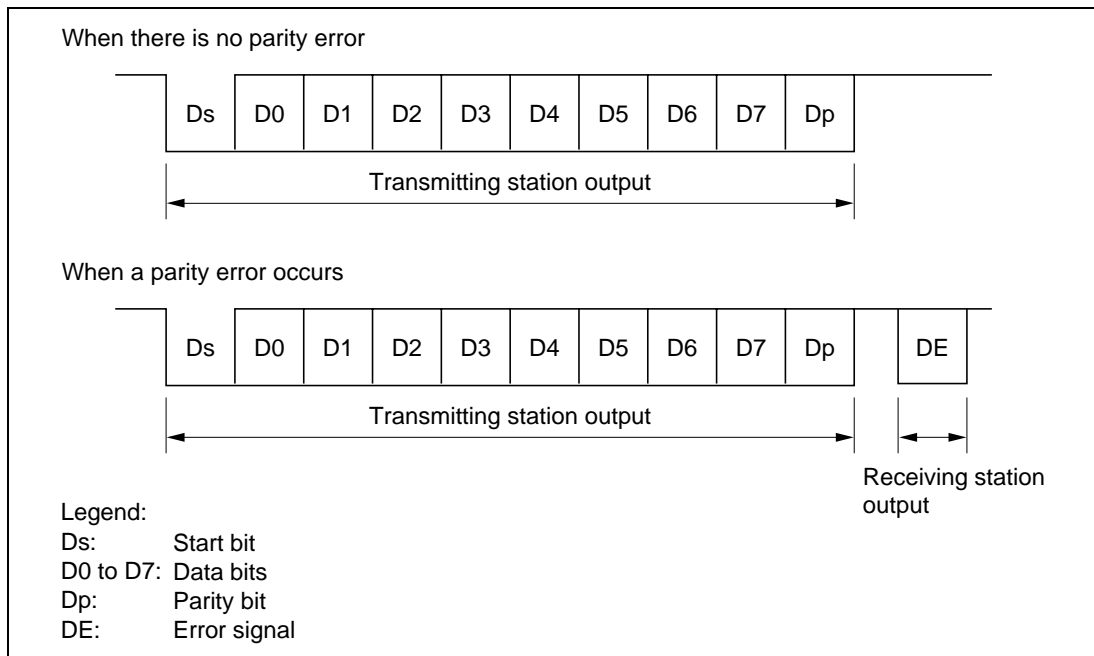 When there is no parity error
Ds D0 D1 D2 D3 D4 D5 D6 D7 Dp
Transmitting station output
When a parity error occurs
Ds D0 D1 D2 D3 D4 D5 D6 D7 Dp DE
Transmitting station output
Receiving station
output
Legend:
Ds: Start bit
D0 to D7: Data bits
Dp: Parity bit
DE: Error signal